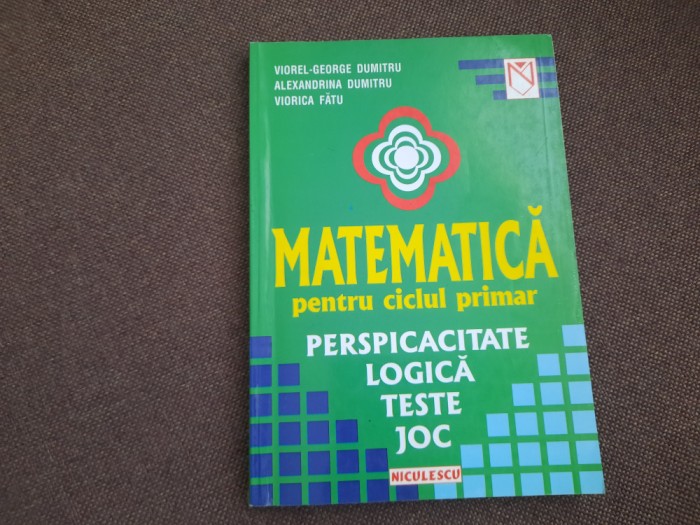 VIOREL-GEORGE DUMITRU
ALEXANDRINA DUMITRU
VIORICA FĂTU
MATEMATICĂ
pentru ciclul primar
PERSPICACITATE
LOGICĂ
TESTE
JOC
NICULESCU